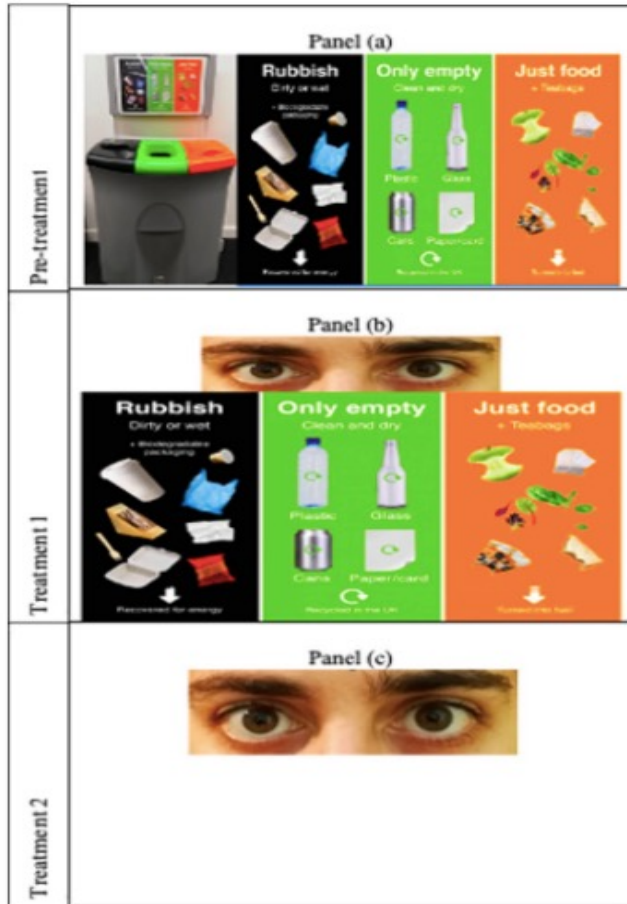 Pre-treatment
Panel (a)
Rubbish
Dirty or wet
+ Biodegradable
packaging
Recovered for energy
Only empty
Clean and dry
Plastic Glass
Cans Paper/card
Recycled in the UK
Just food
+ Teabags
Treatment 1
Panel (b)
Rubbish
Dirty or wet
+ Biodegradable
packaging
Recovered for energy
Only empty
Clean and dry
Plastic Glass
Cans Paper/card
Recycled in the UK
Just food
+ Teabags
Treatment 2
Panel (c)